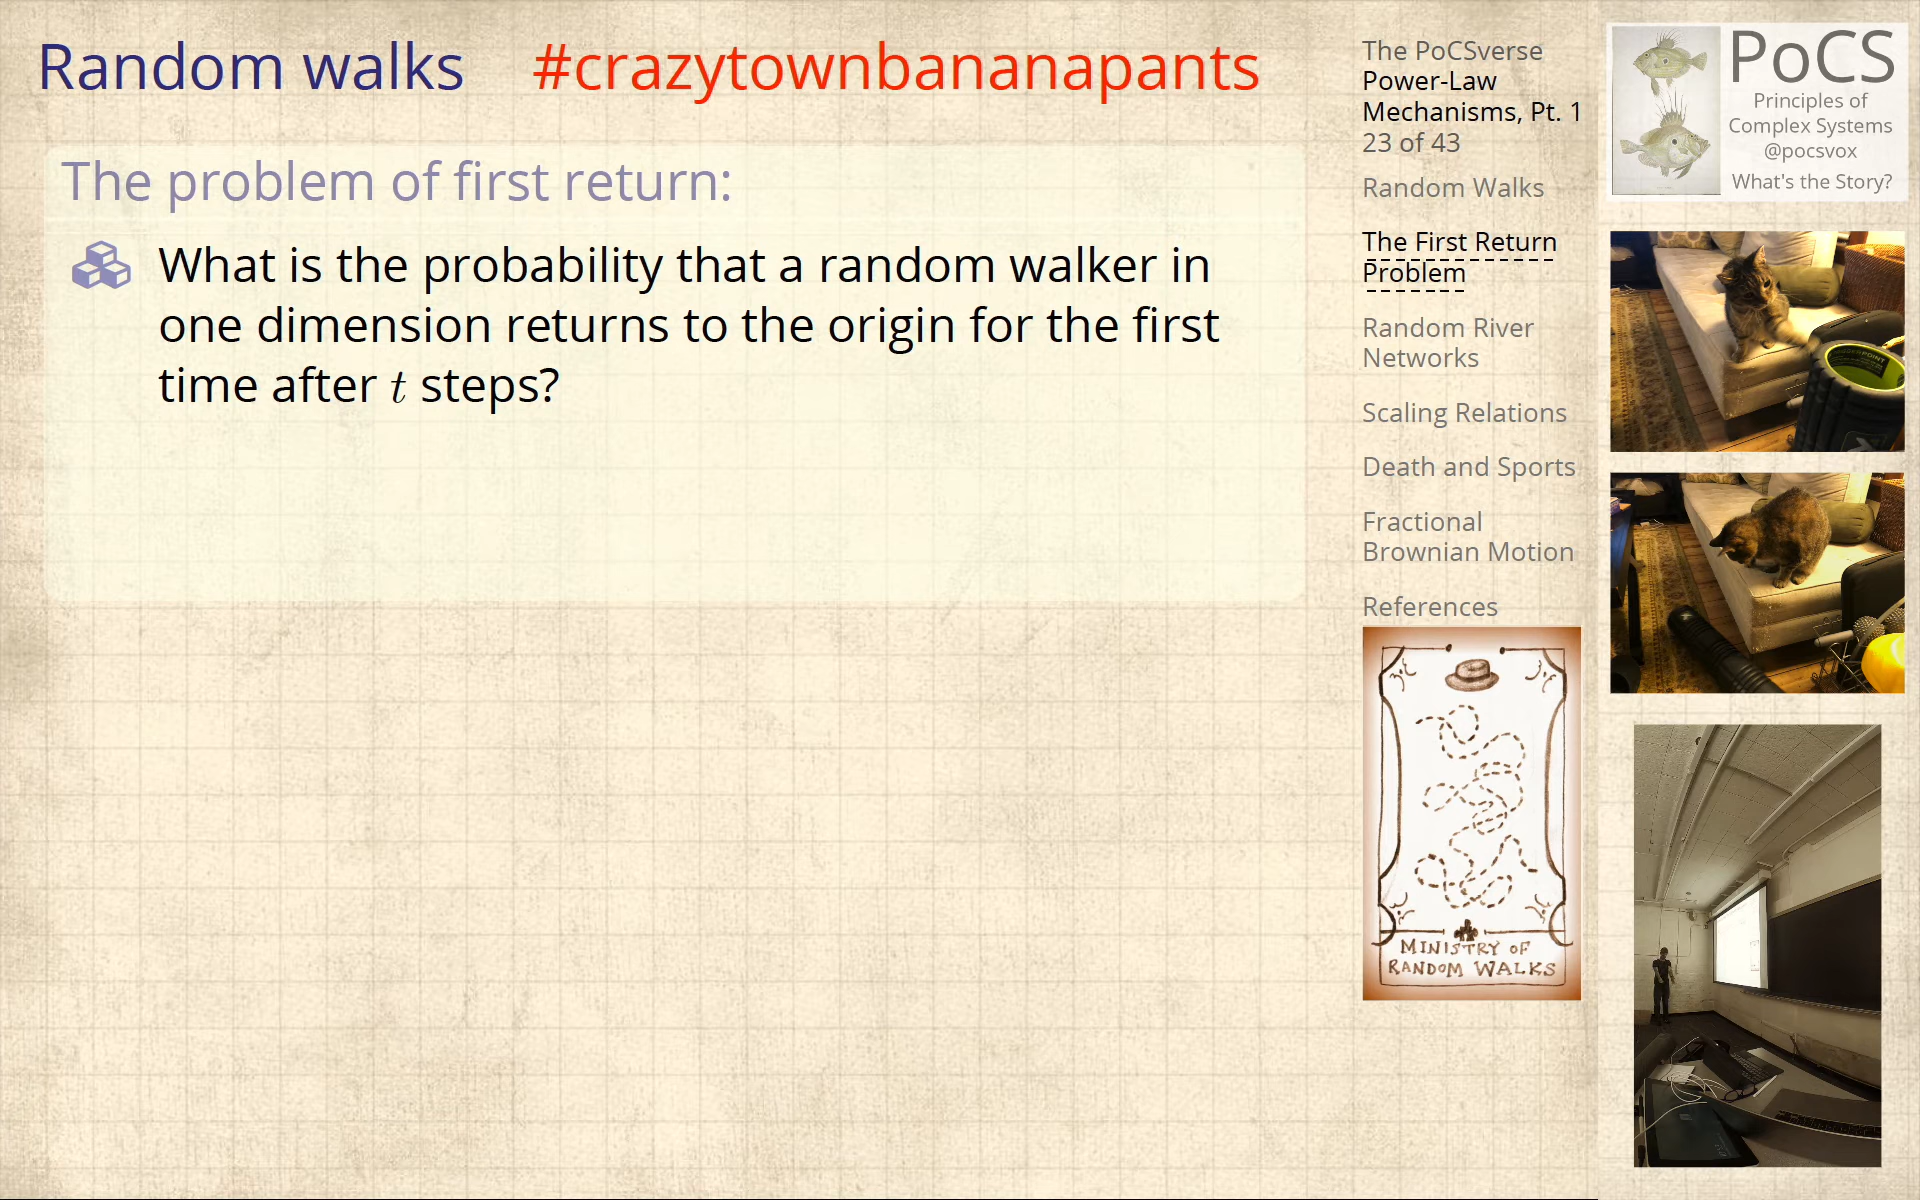 Random walks #crazytownbananapants
The problem of first return:
What is the probability that a random walker in
one dimension returns to the origin for the first
time after t steps?
The PoCSverse
Power-Law
Mechanisms, Pt. 1
23 of 43
Random Walks
The First Return
Problem
Random River
Networks
Scaling Relations
Death and Sports
Fractional
Brownian Motion
References
MINISTRY OF
RANDOM WALKS
PoCS
Principles of
Complex Systems
@pocsvox
What's the Story?